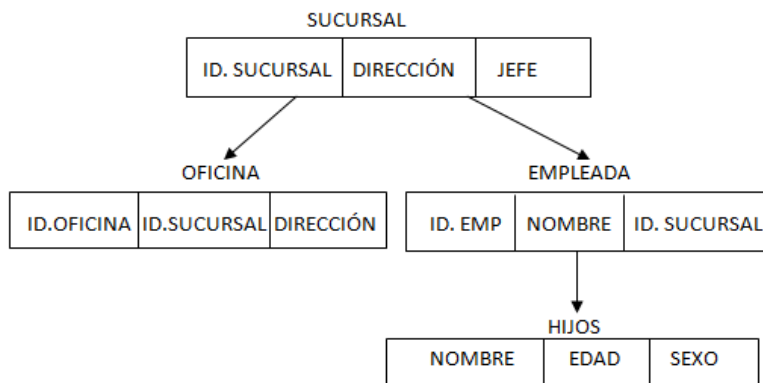 SUCURSAL
ID. SUCURSAL DIRECCIÓN JEFE
OFICINA EMPLEADA
ID.OFICINA ID.SUCURSAL DIRECCIÓN ID. EMP NOMBRE ID. SUCURSAL
HIJOS
NOMBRE EDAD SEXO